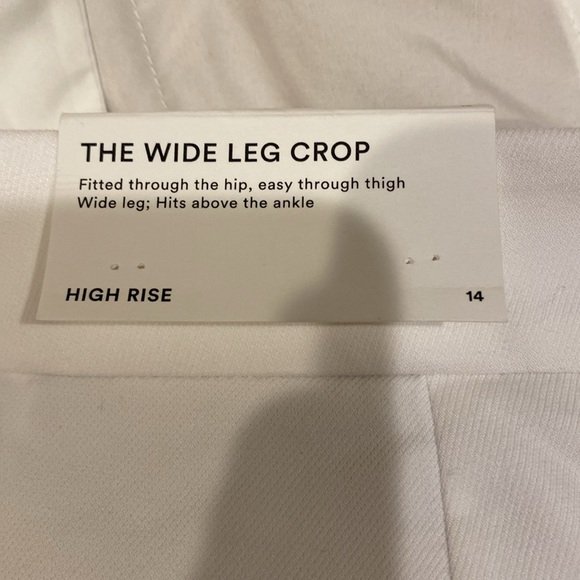 THE WIDE LEG CROP
Fitted through the hip, easy through thigh
Wide leg; Hits above the ankle
HIGH RISE 14